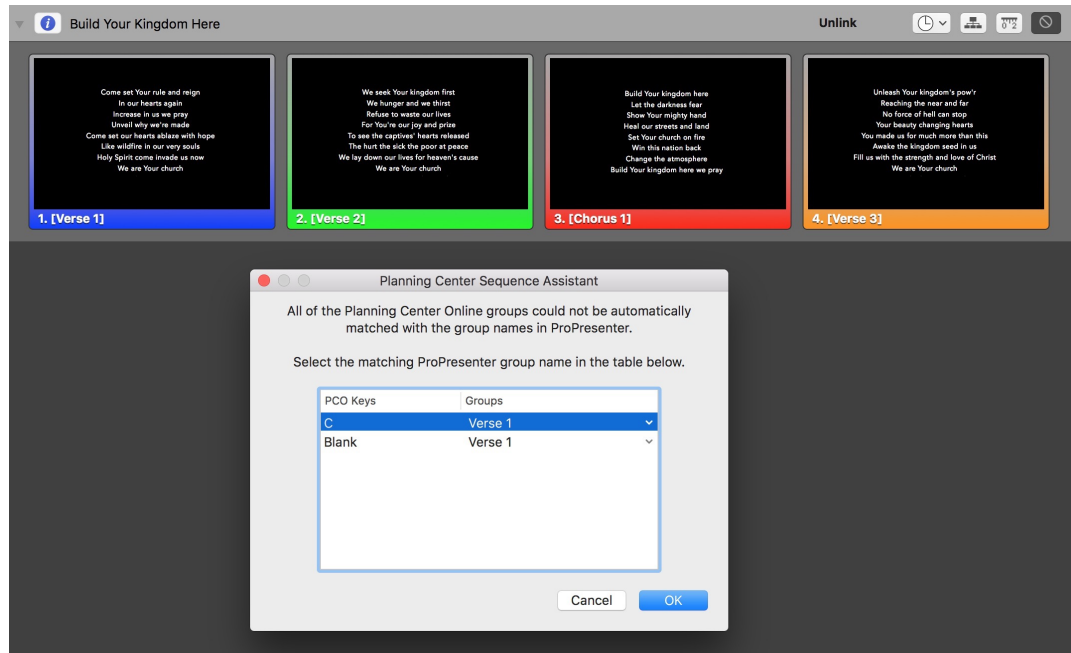 Build Your Kingdom Here
Unlink
Come set Your rule and reign
In our hearts again
Increase in us we pray
Unveil why we're made
Come set our hearts ablaze with hope
Like wildfire in our very souls
Holy Spirit come invade us now
We are Your church
1. [Verse 1]
We seek Your kingdom first
We hunger and we thirst
Refuse to waste our lives
For You're our joy and prize
To see the captives' hearts released
The hurt the sick the poor at peace
We lay down our lives for heaven's cause
We are Your church
2. [Verse 2]
Build Your kingdom here
Let the darkness fear
Show Your mighty hand
Heal our streets and land
Set Your church on fire
Win this nation back
Change the atmosphere
Build Your kingdom here we pray
3. [Chorus 1]
Unleash Your kingdom's pow'r
Reaching the near and far
No force of hell can stop
Your beauty changing hearts
You made us for much more than this
Awake the kingdom seed in us
Fill us with the strength and love of Christ
We are Your church
4. [Verse 3]
Planning Center Sequence Assistant
All of the Planning Center Online groups could not be automatically
matched with the group names in ProPresenter.
Select the matching ProPresenter group name in the table below.
PCO Keys Groups
C Verse 1
Blank Verse 1
Cancel OK